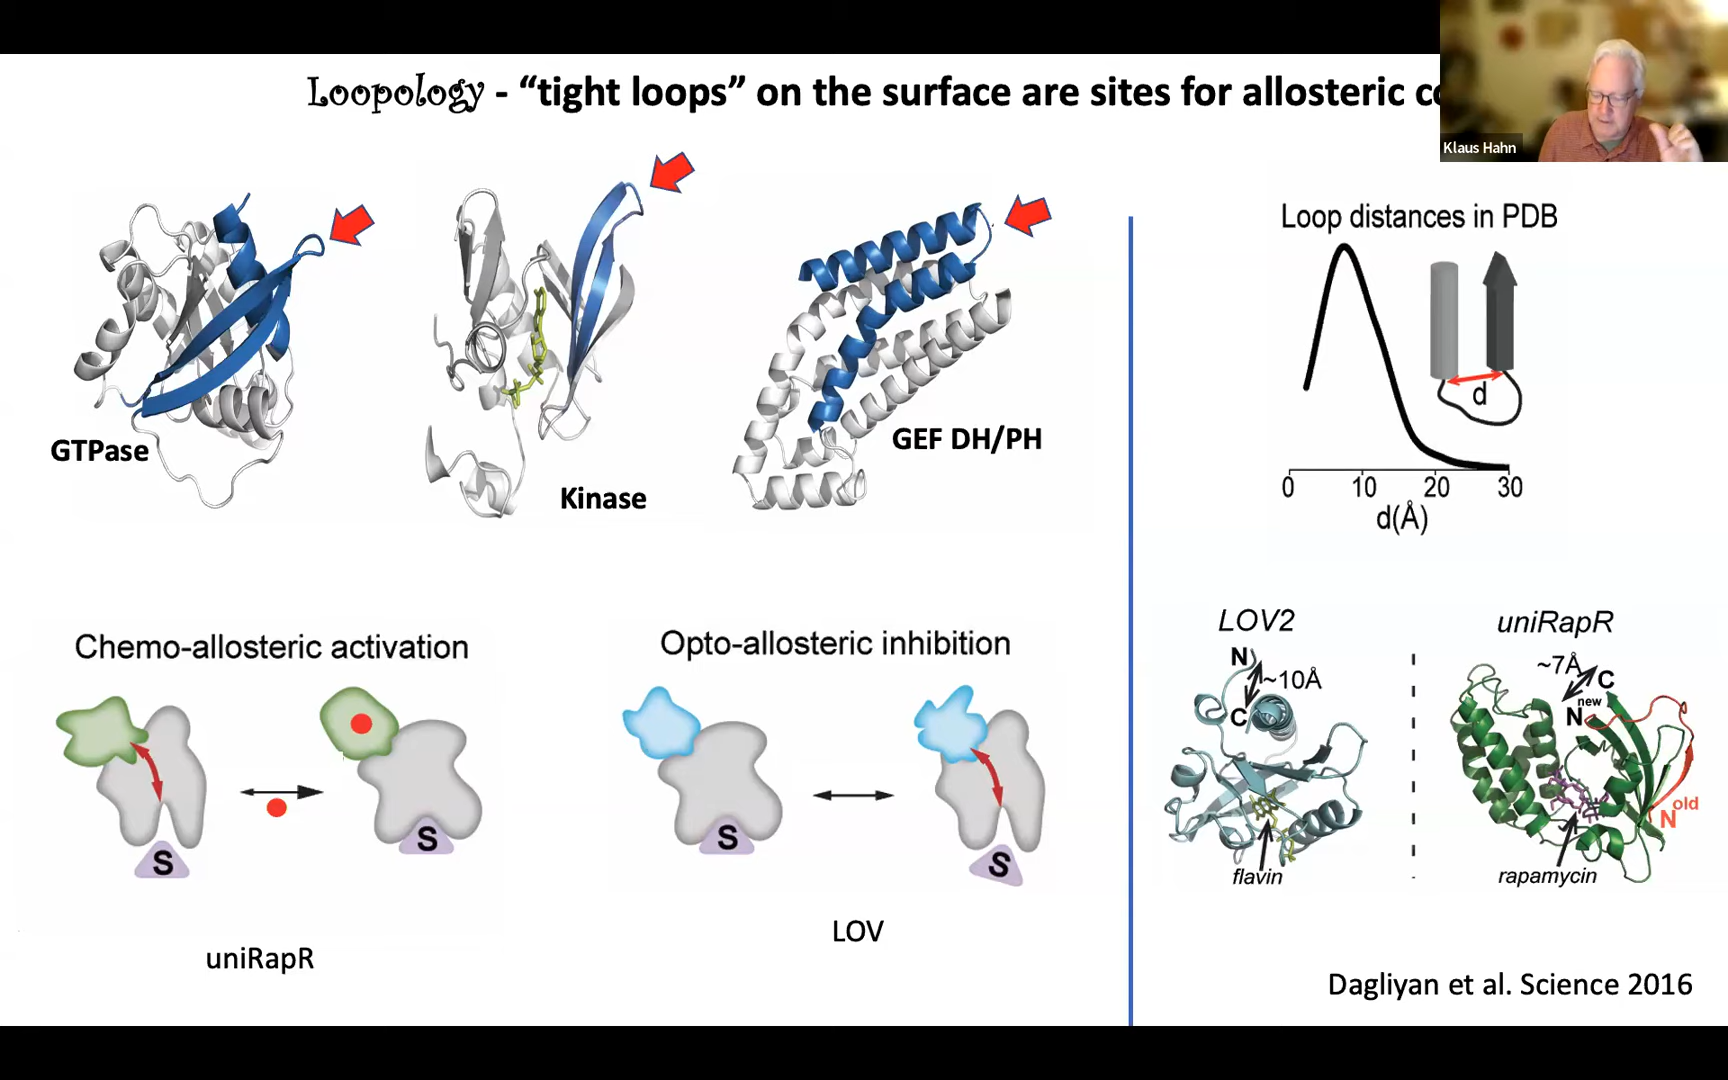 Loopology - “tight loops” on the surface are sites for allosteric
Klaus Hahn
GTPase
Kinase
GEF DH/PH
Loop distances in PDB
d
0 10 20 30
d(Å)
Chemo-allosteric activation
S
S
uniRapR
Opto-allosteric inhibition
S
S
LOV
LOV2
N
~10Å
C
flavin
uniRapR
~7Å
C
N new
N old
rapamycin
Dagliyan et al. Science 2016